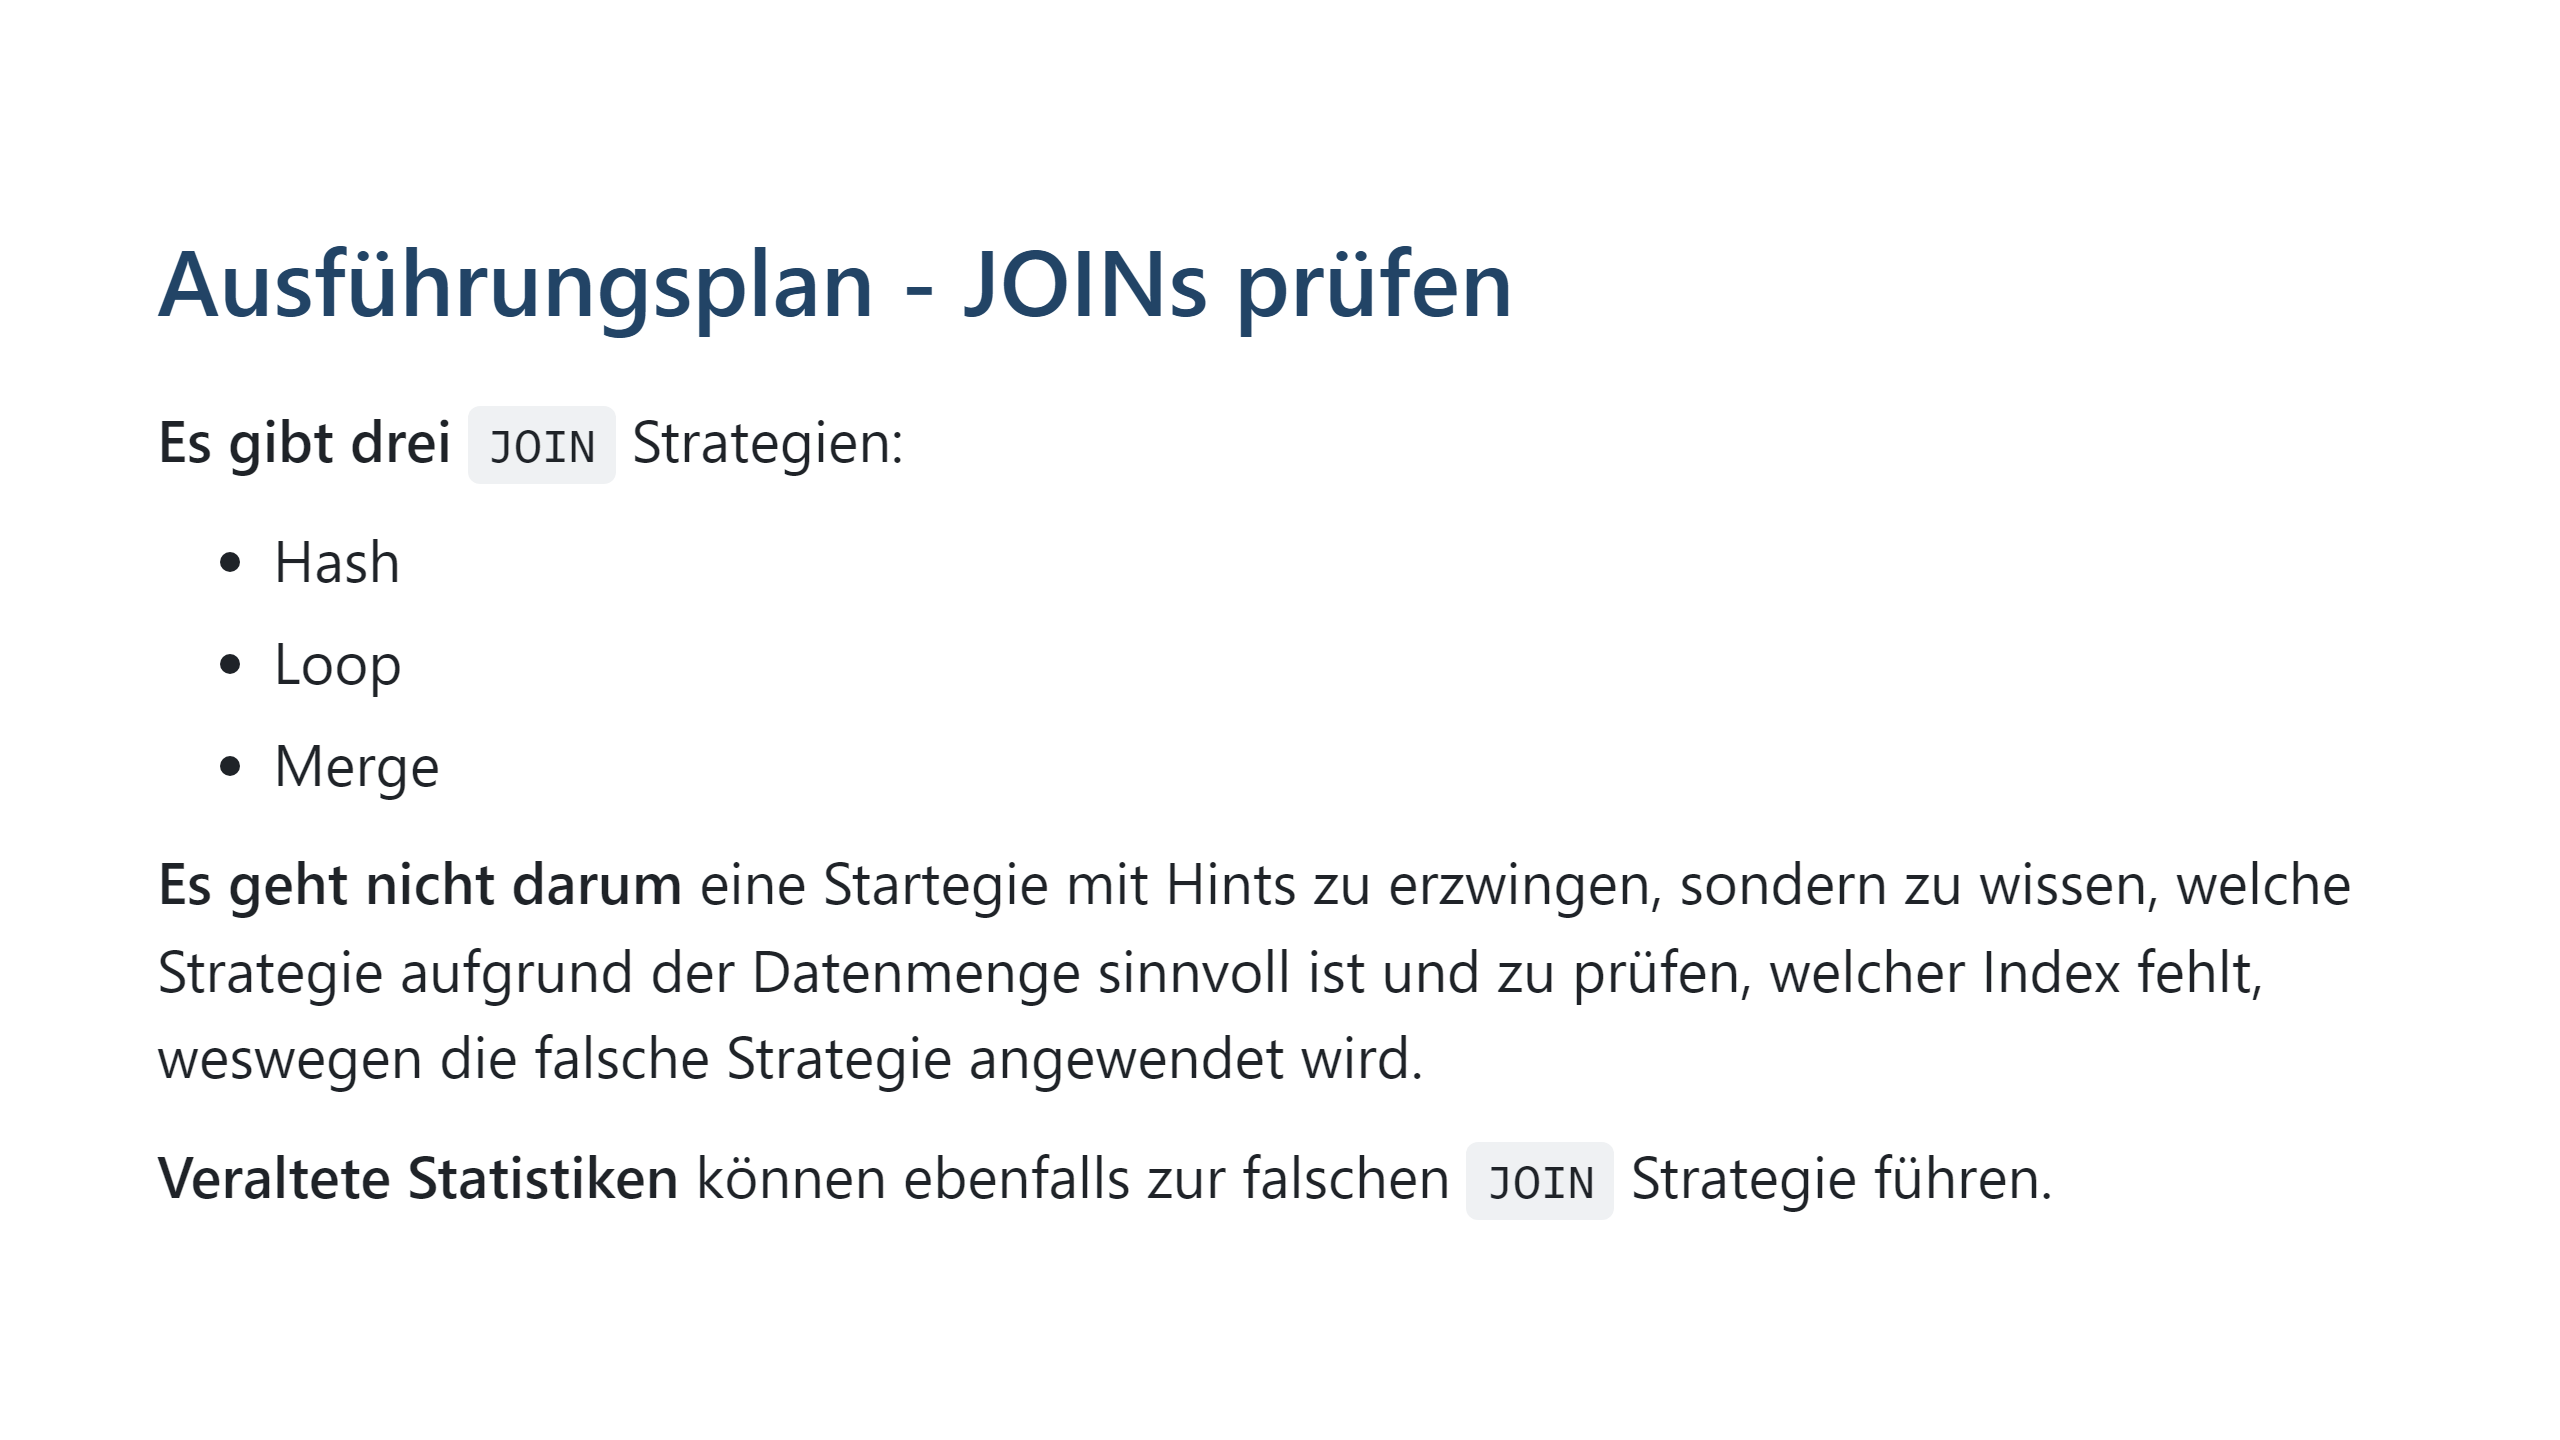 Ausführungsplan - JOINs prüfen
Es gibt drei JOIN Strategien:
• Hash
• Loop
• Merge
Es geht nicht darum eine Startegie mit Hints zu erzwingen, sondern zu wissen, welche
Strategie aufgrund der Datenmenge sinnvoll ist und zu prüfen, welcher Index fehlt,
weswegen die falsche Strategie angewendet wird.
Veraltete Statistiken können ebenfalls zur falschen JOIN Strategie führen.